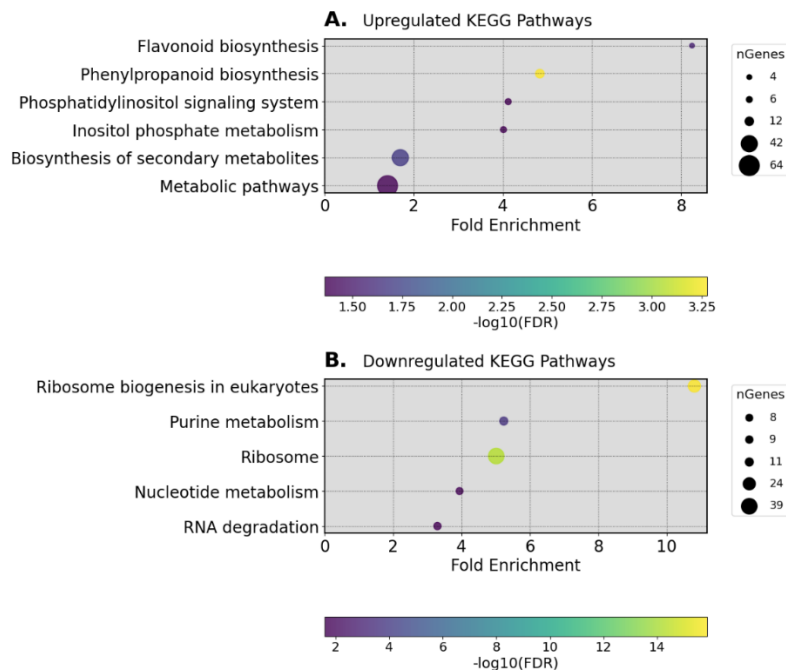 A. Upregulated KEGG Pathways
Flavonoid biosynthesis
Phenylpropanoid biosynthesis
Phosphatidylinositol signaling system
Inositol phosphate metabolism
Biosynthesis of secondary metabolites
Metabolic pathways
0 2 4 6 8
Fold Enrichment
nGenes
4
6
12
42
64
1.50 1.75 2.00 2.25 2.50 2.75 3.00 3.25
-log10(FDR)
B. Downregulated KEGG Pathways
Ribosome biogenesis in eukaryotes
Purine metabolism
Ribosome
Nucleotide metabolism
RNA degradation
0 2 4 6 8 10
Fold Enrichment
nGenes
8
9
11
24
39
2 4 6 8 10 12 14
-log10(FDR)